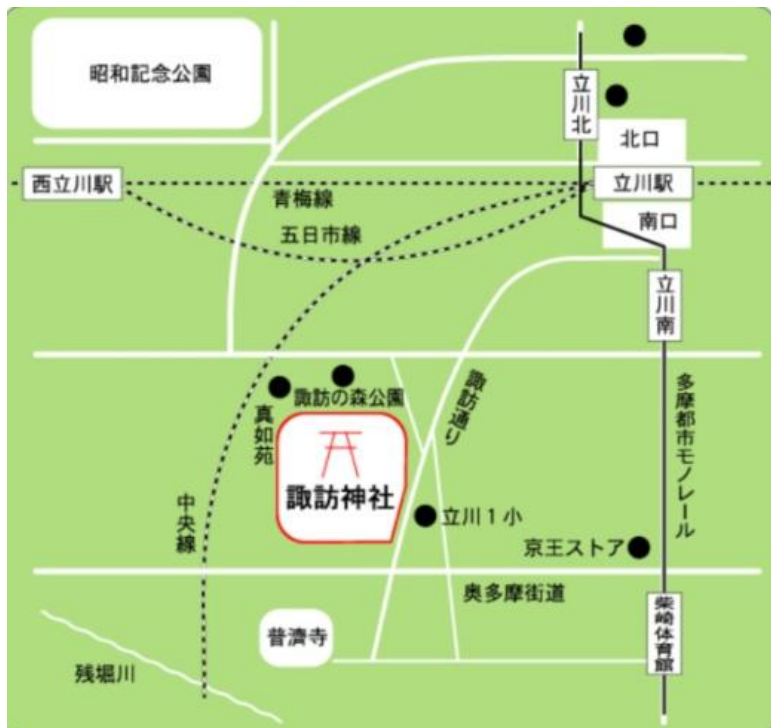 昭和記念公園
立川北
北口
西立川駅
立川駅
青梅線
南口
五日市線
立川南
諏訪の森公園
諏訪通り
真如苑
多摩都市モノレール
諏訪神社
中央線
立川1小
京王ストア
奥多摩街道
柴崎体育館
普濟寺
残堀川